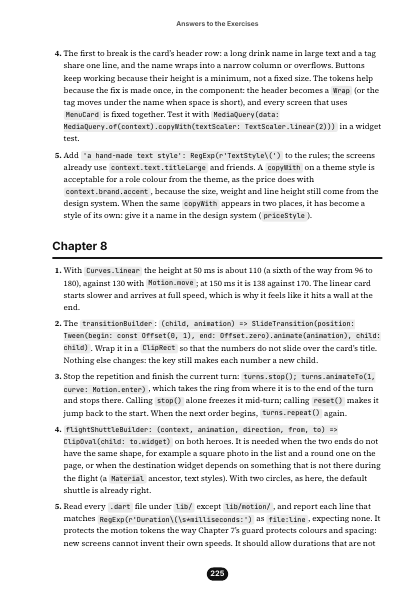 Answers to the Exercises
4. The first to break is the card's header row: a long drink name in large text and a tag
share one line, and the name wraps into a narrow column or overflows. Buttons
keep working because their height is a minimum, not a fixed size. The tokens help
because the fix is made once, in the component: the header becomes a Wrap (or the
tag moves under the name when space is short), and every screen that uses
MenuCard is fixed together. Test it with MediaQuery(data:
MediaQuery.of(context).copyWith(textScaler: TextScaler.linear(2))) in a widget
test.
5. Add 'a hand-made text style': RegExp(r'TextStyle\(') to the rules; the screens
already use context.text.titleLarge and friends. A copyWith on a theme style is
acceptable for a role colour from the theme, as the price does with
context.brand.accent, because the size, weight and line height still come from the
design system. When the same copyWith appears in two places, it has become a
style of its own: give it a name in the design system (priceStyle).
Chapter 8
1. With Curves.linear the height at 50 ms is about 110 (a sixth of the way from 96 to
180), against 130 with Motion.move; at 150 ms it is 138 against 170. The linear card
starts slower and arrives at full speed, which is why it feels like it hits a wall at the
end.
2. The transitionBuilder: (child, animation) => SlideTransition(position:
Tween(begin: const Offset(0, 1), end: Offset.zero).animate(animation), child:
child). Wrap it in a ClipRect so that the numbers do not slide over the card's title.
Nothing else changes: the key still makes each number a new child.
3. Stop the repetition and finish the current turn: turns.stop(); turns.animateTo(1,
curve: Motion.enter), which takes the ring from where it is to the end of the turn
and stops there. Calling stop() alone freezes it mid-turn; calling reset() makes it
jump back to the start. When the next order begins, turns.repeat() again.
4. flightShuttleBuilder: (context, animation, direction, from, to) =>
ClipOval(child: to.widget) on both heroes. It is needed when the two ends do not
have the same shape, for example a square photo in the list and a round one on the
page, or when the destination widget depends on something that is not there during
the flight (a Material ancestor, text styles). With two circles, as here, the default
shuttle is already right.
5. Read every .dart file under lib/ except lib/motion/, and report each line that
matches RegExp(r'Duration\(\s*milliseconds:') as file:line, expecting none. It
protects the motion tokens the way Chapter 7's guard protects colours and spacing:
new screens cannot invent their own speeds. It should allow durations that are not
225